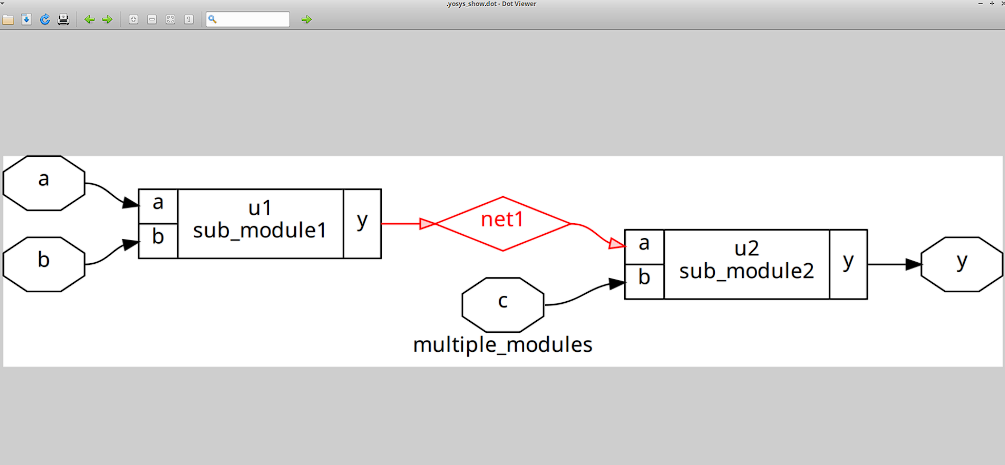 .yosys_show.dot - Dot Viewer
a
b
a
b
u1
sub_module1
y
net1
c
a
b
u2
sub_module2
y
y
multiple_modules